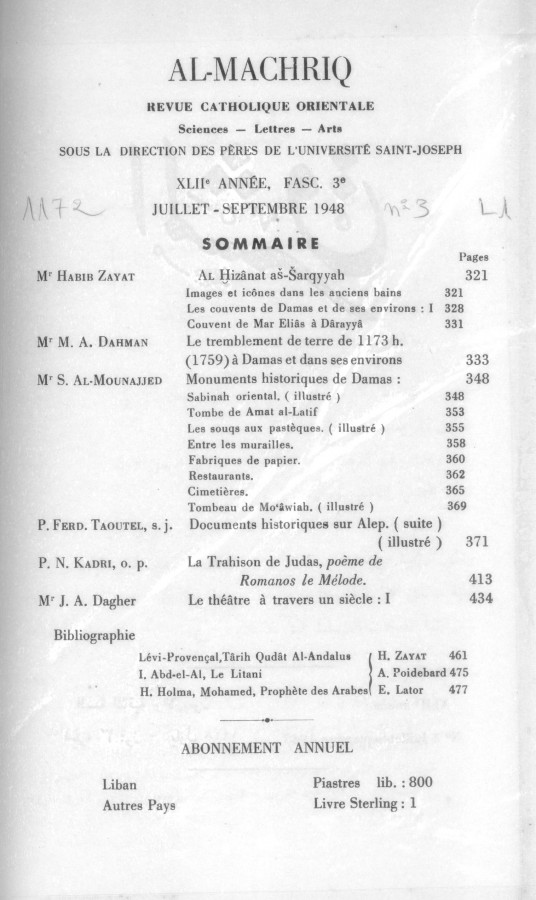 AL-MACHRIQ
REVUE CATHOLIQUE ORIENTALE
Sciences — Lettres — Arts
SOUS LA DIRECTION DES PÈRES DE L'UNIVERSITÉ SAINT-JOSEPH
XLIIe ANNÉE, FASC. 3e
1172 JUILLET - SEPTEMBRE 1948 n°3 L1
SOMMAIRE
Pages
Mr HABIB ZAYAT AL Ḫizânat aš-Šarqyyah 321
Images et icônes dans les anciens bains 321
Les couvents de Damas et de ses environs : I 328
Couvent de Mar Eliâs à Dârayyâ 331
Mr M. A. DAHMAN Le tremblement de terre de 1173 h.
(1759) à Damas et dans ses environs 333
Mr S. AL-MOUNAJJED Monuments historiques de Damas : 348
Sabinah oriental. ( illustré ) 348
Tombe de Amat al-Latif 353
Les souqs aux pastèques. ( illustré ) 355
Entre les murailles. 358
Fabriques de papier. 360
Restaurants. 362
Cimetières. 365
Tombeau de Mo'âwiah. ( illustré ) 369
P. FERD. TAOUTEL, s. j. Documents historiques sur Alep. ( suite )
( illustré ) 371
P. N. KADRI, o. p. La Trahison de Judas, poème de
Romanos le Mélode. 413
Mr J. A. Dagher Le théâtre à travers un siècle : I 434
Bibliographie
Lévi-Provençal,Târih Qudât Al-Andalus ( H. ZAYAT 461
I. Abd-el-Al, Le Litani A. Poidebard 475
H. Holma, Mohamed, Prophète des Arabes( E. Lator 477
ABONNEMENT ANNUEL
Liban Piastres lib. : 800
Autres Pays Livre Sterling : 1